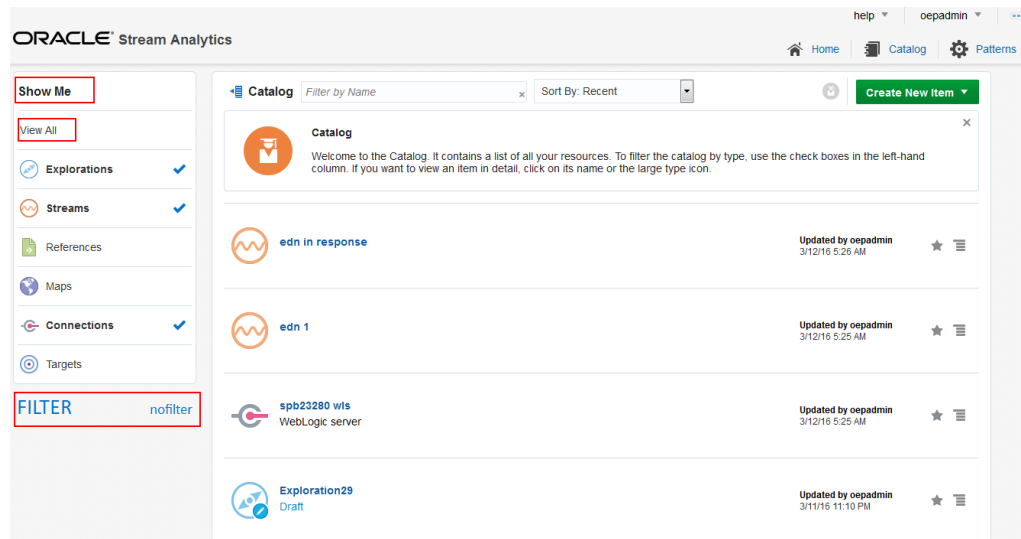 help oepadmin
ORACLE® Stream Analytics
Home Catalog Patterns
Show Me
View All
Explorations
Streams
References
Maps
Connections
Targets
FILTER nofilter
Catalog Filter by Name × Sort By: Recent Create New Item
Catalog ×
Welcome to the Catalog. It contains a list of all your resources. To filter the catalog by type, use the check boxes in the left-hand
column. If you want to view an item in detail, click on its name or the large type icon.
edn in response
Updated by oepadmin
3/12/16 5:26 AM
edn 1
Updated by oepadmin
3/12/16 5:25 AM
spb23280 wls
WebLogic server
Updated by oepadmin
3/12/16 5:25 AM
Exploration29
Draft
Updated by oepadmin
3/11/16 11:10 PM